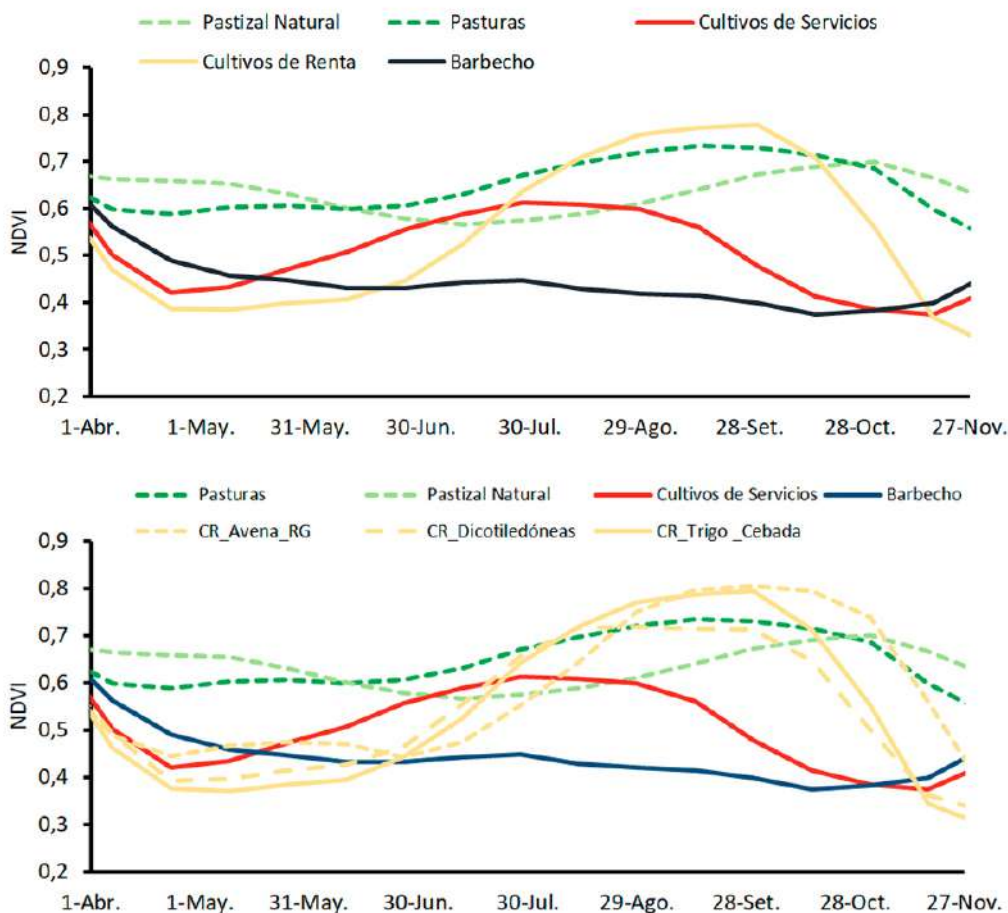 Pastizal Natural Pasturas Cultivos de Servicios
Cultivos de Renta Barbecho
0,9
0,8
0,7
0,6
0,5
0,4
0,3
0,2
NDVI
1-Abr. 1-May. 31-May. 30-Jun. 30-Jul. 29-Ago. 28-Set. 28-Oct. 27-Nov.
Pasturas Pastizal Natural Cultivos de Servicios Barbecho
CR_Avena_RG CR_Dicotiledóneas CR_Trigo _Cebada
0,9
0,8
0,7
0,6
0,5
0,4
0,3
0,2
NDVI
1-Abr. 1-May. 31-May. 30-Jun. 30-Jul. 29-Ago. 28-Set. 28-Oct. 27-Nov.